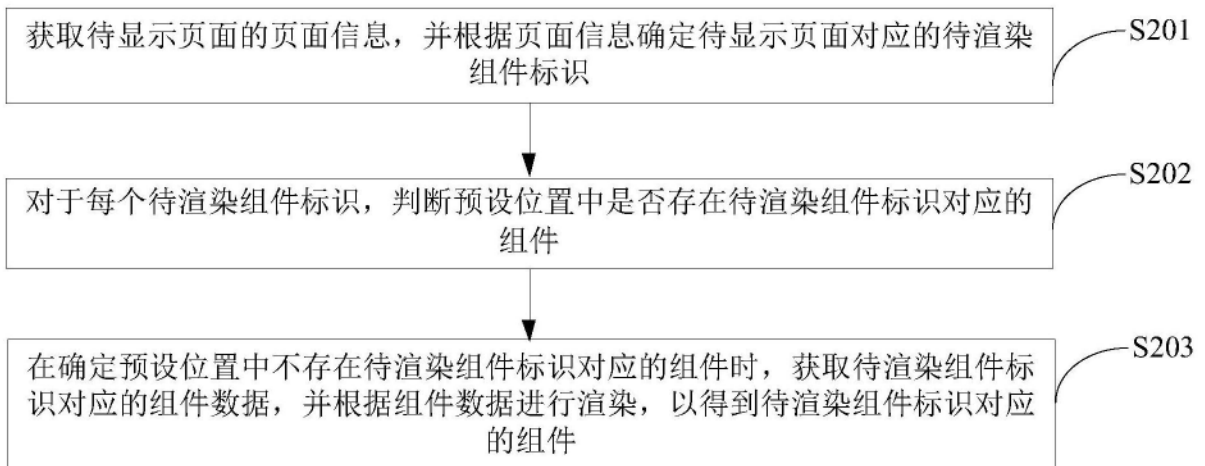 获取待显示页面的页面信息，并根据页面信息确定待显示页面对应的待渲染
组件标识
S201
对于每个待渲染组件标识，判断预设位置中是否存在待渲染组件标识对应的
组件
S202
在确定预设位置中不存在待渲染组件标识对应的组件时，获取待渲染组件标
识对应的组件数据，并根据组件数据进行渲染，以得到待渲染组件标识对应
的组件
S203